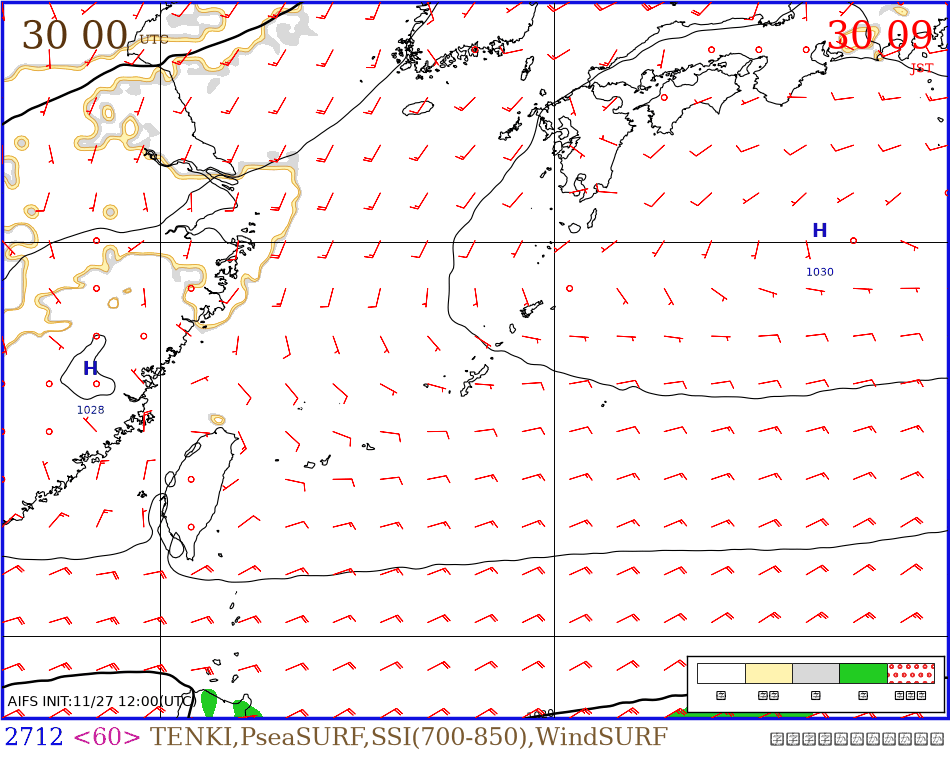 30 00 UTC
30 09
JST
H
1030
H
1028
AIFS INIT:11/27 12:00(UTC)
2712 <60> TENKI,PseaSURF,SSI(700-850),WindSURF